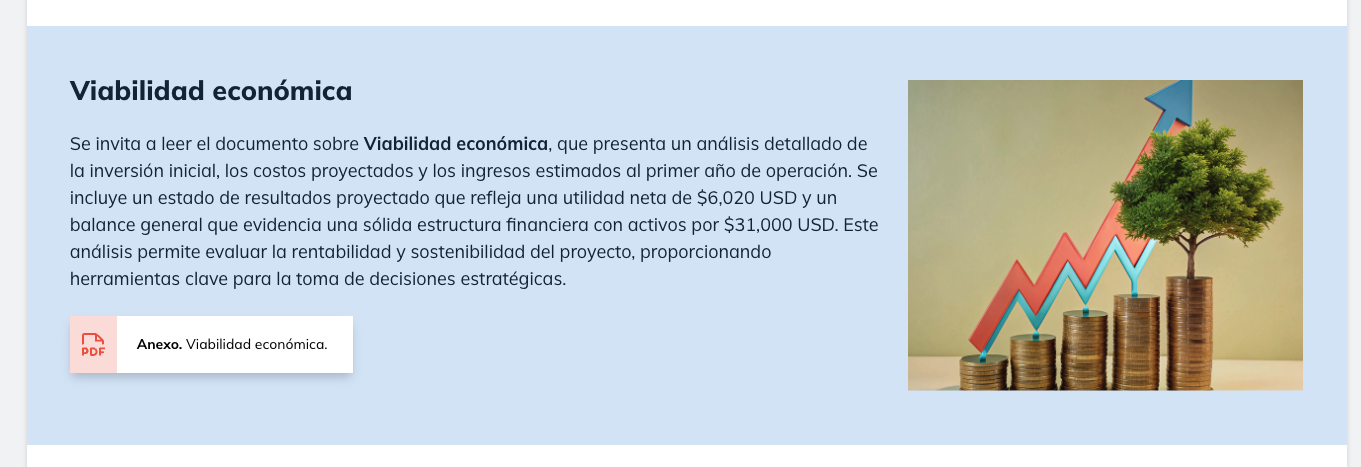 Viabilidad económica
Se invita a leer el documento sobre Viabilidad económica, que presenta un análisis detallado de
la inversión inicial, los costos proyectados y los ingresos estimados al primer año de operación. Se
incluye un estado de resultados proyectado que refleja una utilidad neta de $6,020 USD y un
balance general que evidencia una sólida estructura financiera con activos por $31,000 USD. Este
análisis permite evaluar la rentabilidad y sostenibilidad del proyecto, proporcionando
herramientas clave para la toma de decisiones estratégicas.
PDF
Anexo. Viabilidad económica.